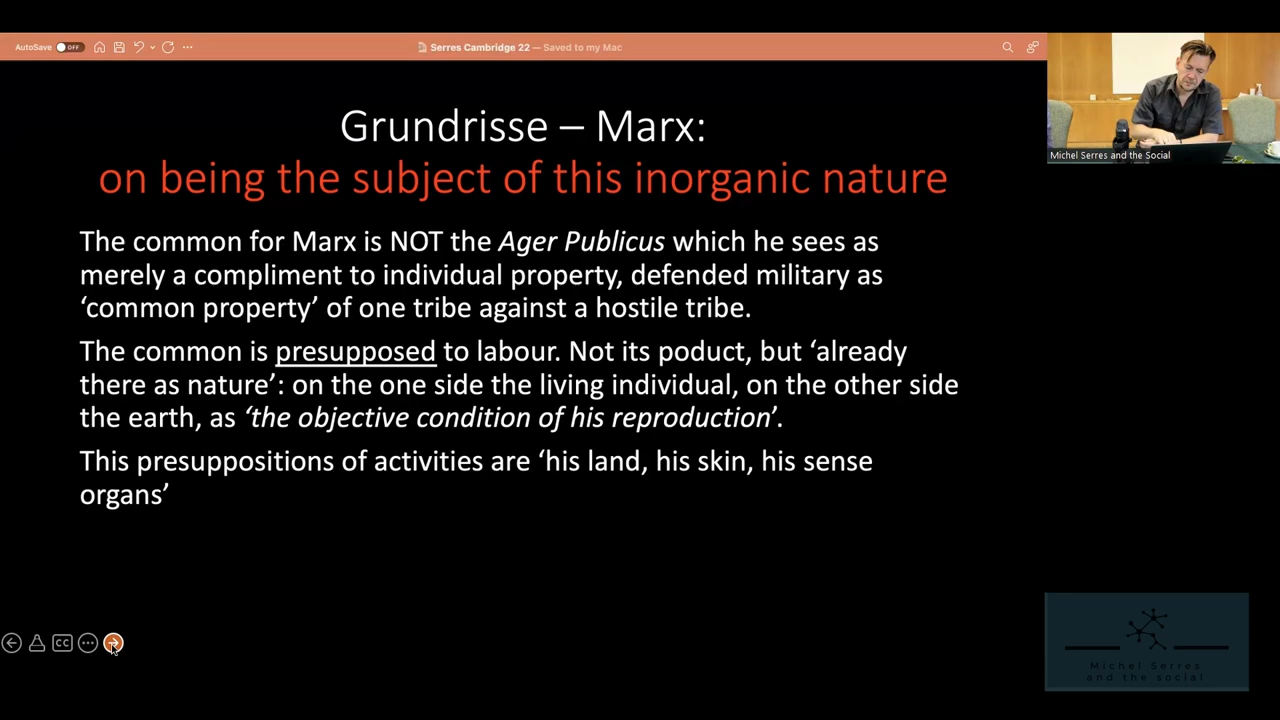 AutoSave OFF
Serres Cambridge 22 — Saved to my Mac
Michel Serres and the Social
Grundrisse – Marx:
on being the subject of this inorganic nature
The common for Marx is NOT the Ager Publicus which he sees as
merely a compliment to individual property, defended military as
‘common property’ of one tribe against a hostile tribe.
The common is presupposed to labour. Not its poduct, but ‘already
there as nature’: on the one side the living individual, on the other side
the earth, as ‘the objective condition of his reproduction’.
This presuppositions of activities are ‘his land, his skin, his sense
organs’
CC
Michel Serres
and the social